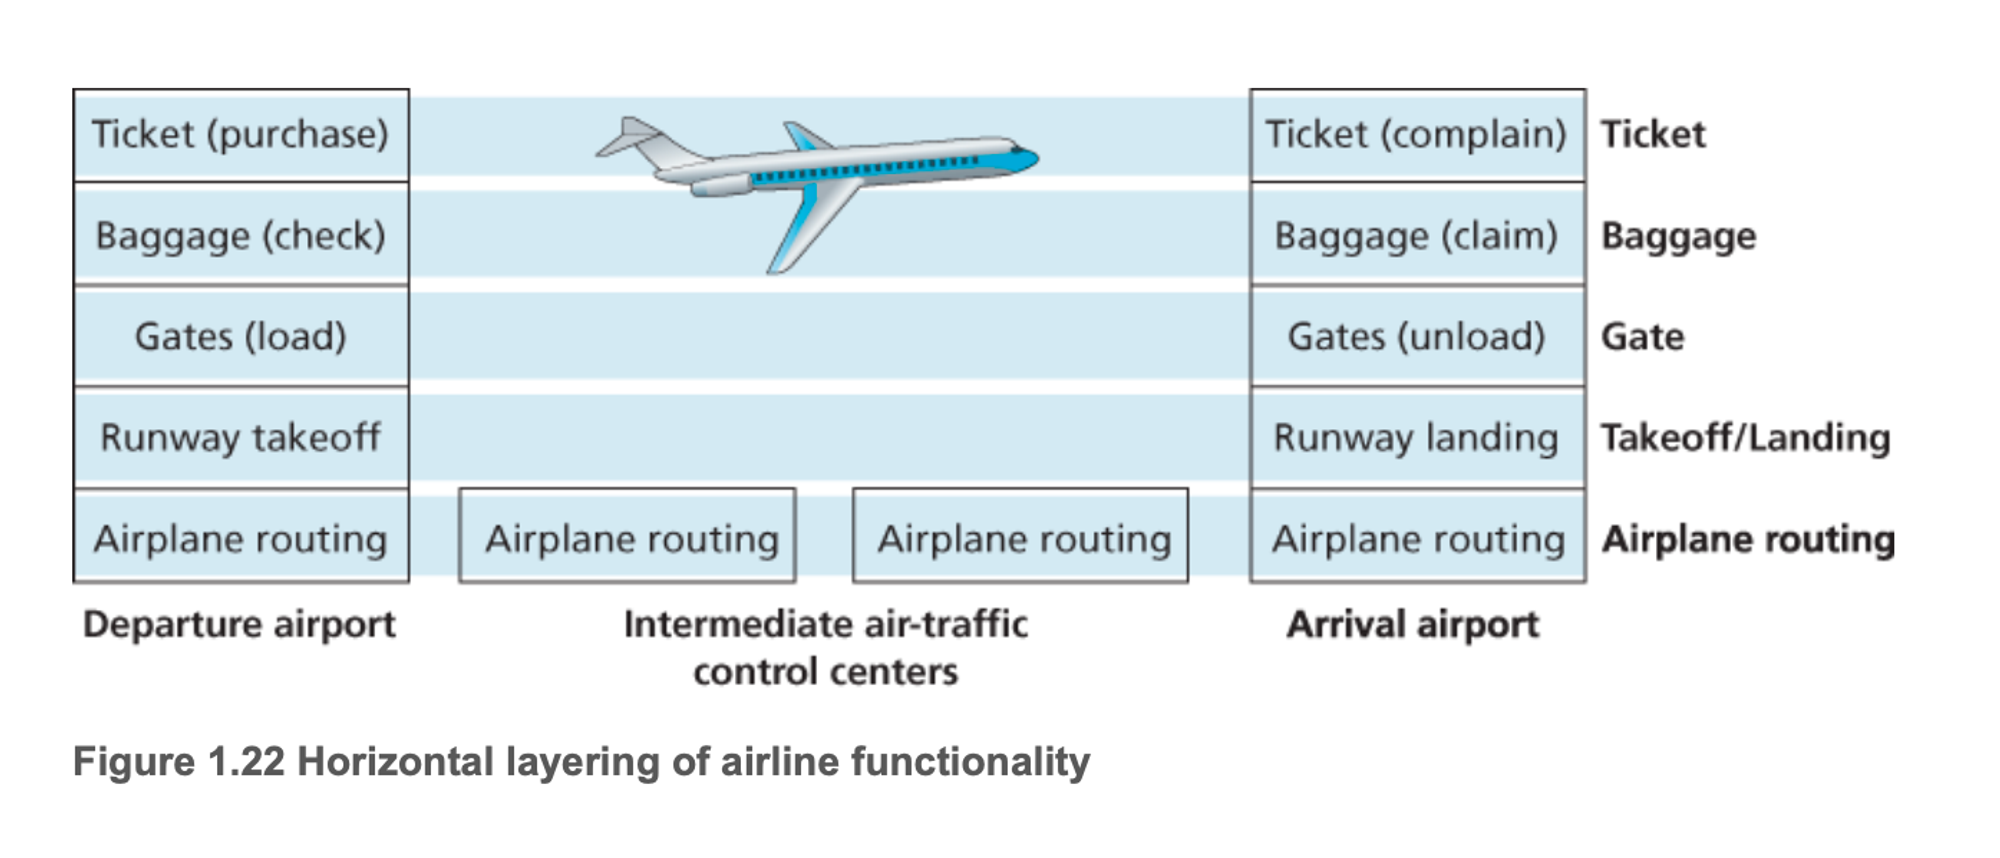 Ticket (purchase)
Ticket (complain)
Ticket
Baggage (check)
Baggage (claim)
Baggage
Gates (load)
Gates (unload)
Gate
Runway takeoff
Runway landing
Takeoff/Landing
Airplane routing
Airplane routing
Airplane routing
Airplane routing
Airplane routing
Departure airport
Intermediate air-traffic
control centers
Arrival airport
Figure 1.22 Horizontal layering of airline functionality